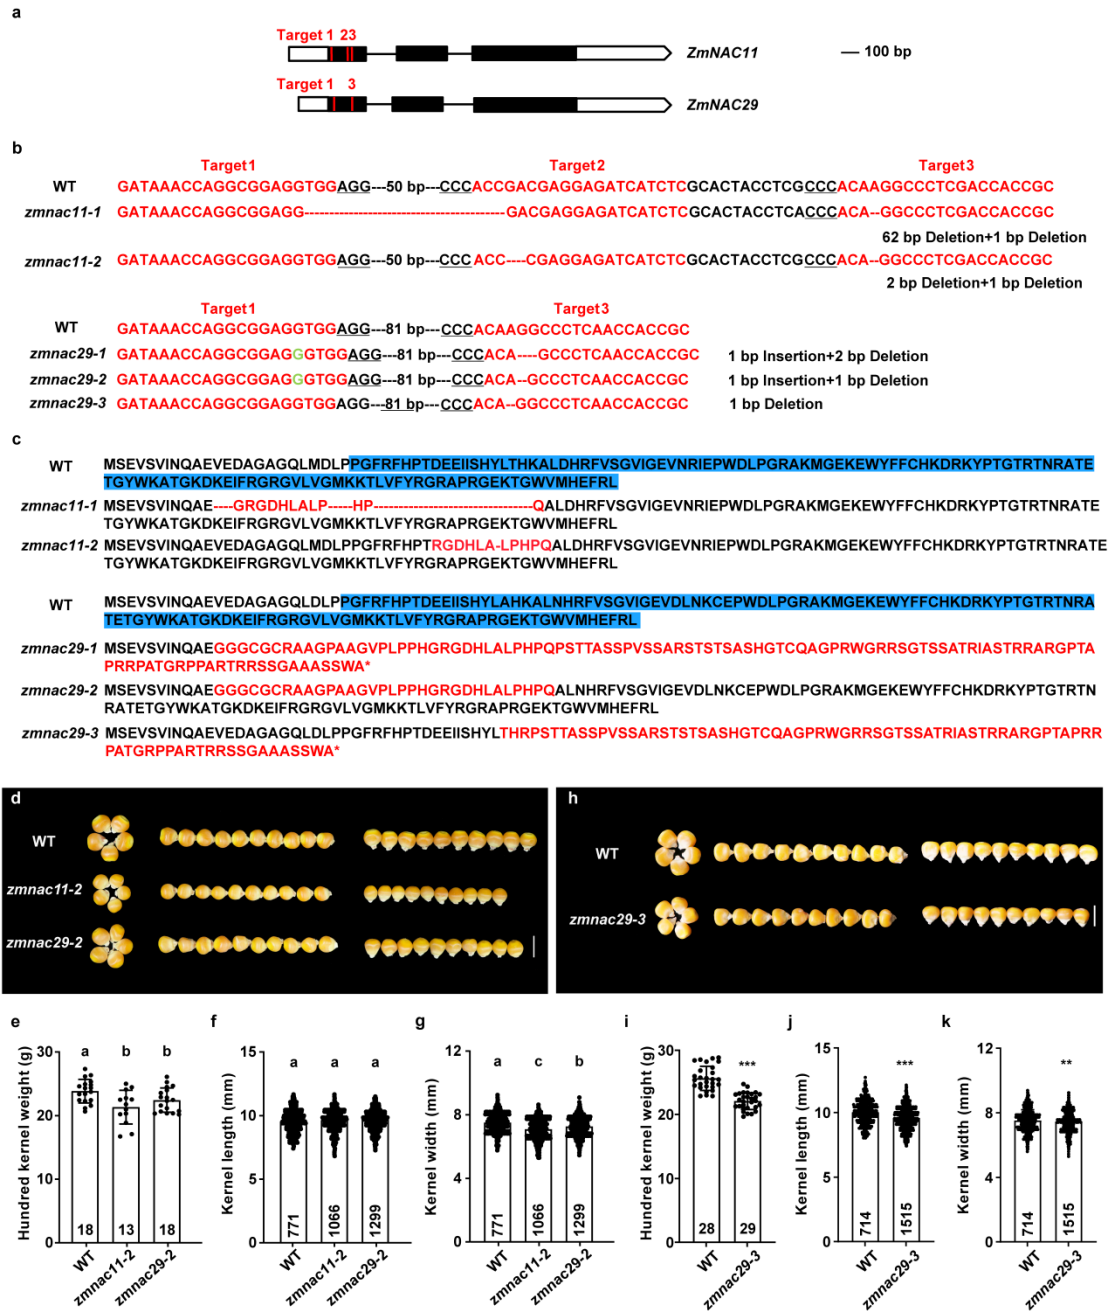 a
Target 1 23
ZmNAC11
100 bp
Target 1 3
ZmNAC29
b
Target1 Target2 Target3
WT GATAAACCAGGCGGAGGTGGAGG---50 bp---CCCACCGACGAGGAGATCATCTCGCACTACCTCGCCCACAAGGCCCTCGACCACCGC
zmnac11-1 GATAAACCAGGCGGAGG----------------------------------------GACGAGGAGATCATCTCGCACTACCTCACCCACA--GGCCCTCGACCACCGC
62 bp Deletion+1 bp Deletion
zmnac11-2 GATAAACCAGGCGGAGGTGGAGG---50 bp---CCC ACC----CGAGGAGATCATCTCGCACTACCTCGCCCACA--GGCCCTCGACCACCGC
2 bp Deletion+1 bp Deletion
Target1 Target3
WT GATAAACCAGGCGGAGGTGGAGG---81 bp---CCCACAAGGCCCTCAACCACCGC
zmnac29-1 GATAAACCAGGCGGAGGGTGGAGG---81 bp---CCCACA----GCCCTCAACCACCGC 1 bp Insertion+2 bp Deletion
zmnac29-2 GATAAACCAGGCGGAGGGTGGAGG---81 bp---CCCACA--GGCCCTCAACCACCGC 1 bp Insertion+1 bp Deletion
zmnac29-3 GATAAACCAGGCGGAGGTGGAGG---81 bp---CCCACA--GGCCCTCAACCACCGC 1 bp Deletion
c
WT MSEVSVINQAEVEDAGAGQLMDLPPGFRFHPTDEEIISHYLTHKALDHRFVSGVIGEVNRIEPWDLPGRAKMGEKEWYFFCHKDRKYPTGTRTNRATE
TGYWKATGKDKEIFRGRGVLVGMKKTLVFYRGRAPRGEKTGWVMHEFRL
zmnac11-1 MSEVSVINQAE----GRGDHLALP-----HP--------------------------------QALDHRFVSGVIGEVNRIEPWDLPGRAKMGEKEWYFFCHKDRKYPTGTRTNRATE
TGYWKATGKDKEIFRGRGVLVGMKKTLVFYRGRAPRGEKTGWVMHEFRL
zmnac11-2 MSEVSVINQAEVEDAGAGQLMDLPPGFRFHPTRGDHLA-LPHPQALDHRFVSGVIGEVNRIEPWDLPGRAKMGEKEWYFFCHKDRKYPTGTRTNRATE
TGYWKATGKDKEIFRGRGVLVGMKKTLVFYRGRAPRGEKTGWVMHEFRL
WT MSEVSVINQAEVEDAGAGQLDLPPGFRFHPTDEEIISHYLAHKALNHRFVSGVIGEVDLNKCEPWDLPGRAKMGEKEWYFFCHKDRKYPTGTRTNRA
TETGYWKATGKDKEIFRGRGVLVGMKKTLVFYRGRAPRGEKTGWVMHEFRL
zmnac29-1 MSEVSVINQAEGGGCGCRAAGPAAGVPLPPHGRGDHLALPHPQPSTTASSPVSSARSTSTSASHGTCQAGPRWGRRSGTSSATRIASTRRARGPTA
PRRPATGRPPARTRRSSGAAASSWA*
zmnac29-2 MSEVSVINQAEGGGCGCRAAGPAAGVPLPPHGRGDHLALPHPQALNHRFVSGVIGEVDLNKCEPWDLPGRAKMGEKEWYFFCHKDRKYPTGTRTN
RATETGYWKATGKDKEIFRGRGVLVGMKKTLVFYRGRAPRGEKTGWVMHEFRL
zmnac29-3 MSEVSVINQAEVEDAGAGQLDLPPGFRFHPTDEEIISHYLTHRPSTTASSPVSSARSTSTSASHGTCQAGPRWGRRSGTSSATRIASTRRARGPTAPRR
PATGRPPARTRRSSGAAASSWA*
d
WT
zmnac11-2
zmnac29-2
h
WT
zmnac29-3
e
Hundred kernel weight (g)
30
20
10
0
a b b
18 13 18
WT zmnac11-2 zmnac29-2
f
Kernel length (mm)
15
10
5
0
a a a
771 1066 1299
WT zmnac11-2 zmnac29-2
g
Kernel width (mm)
12
8
4
0
a c b
771 1066 1299
WT zmnac11-2 zmnac29-2
i
Hundred kernel weight (g)
30
20
10
0
***
28 29
WT zmnac29-3
j
Kernel length (mm)
15
10
5
0
***
714 1515
WT zmnac29-3
k
Kernel width (mm)
12
8
4
0
**
714 1515
WT zmnac29-3